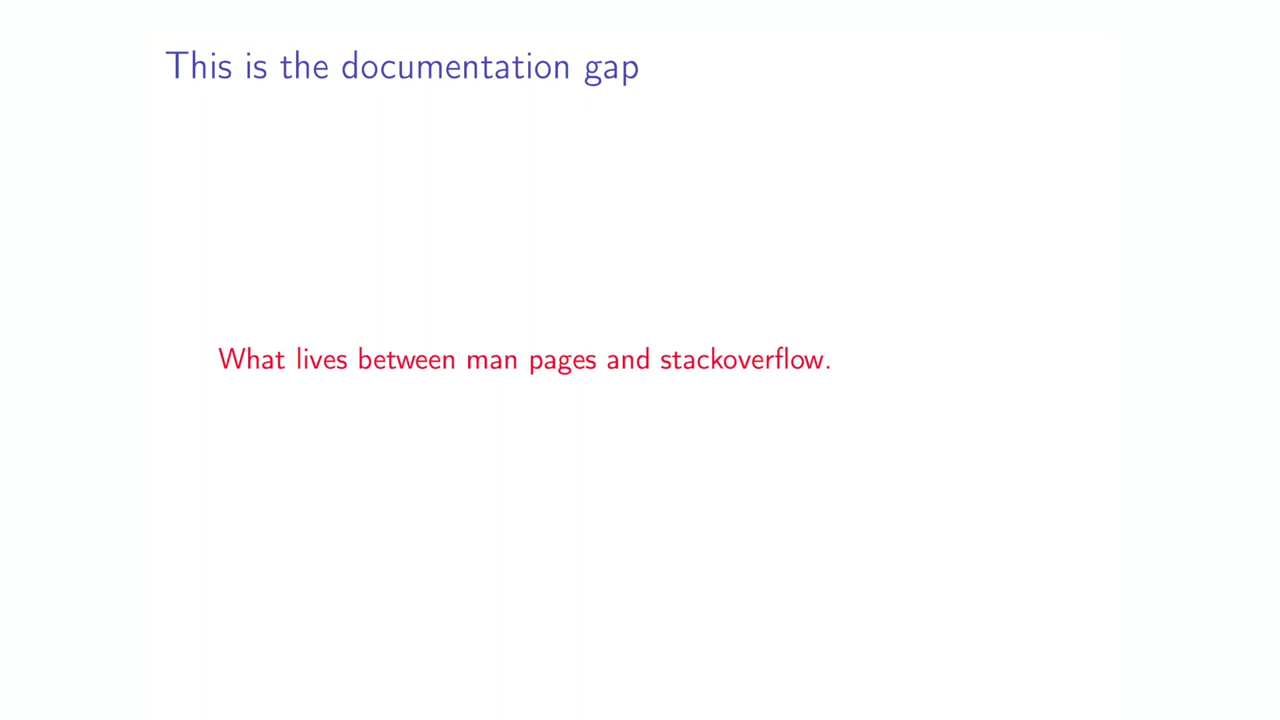 This is the documentation gap
What lives between man pages and stackoverflow.